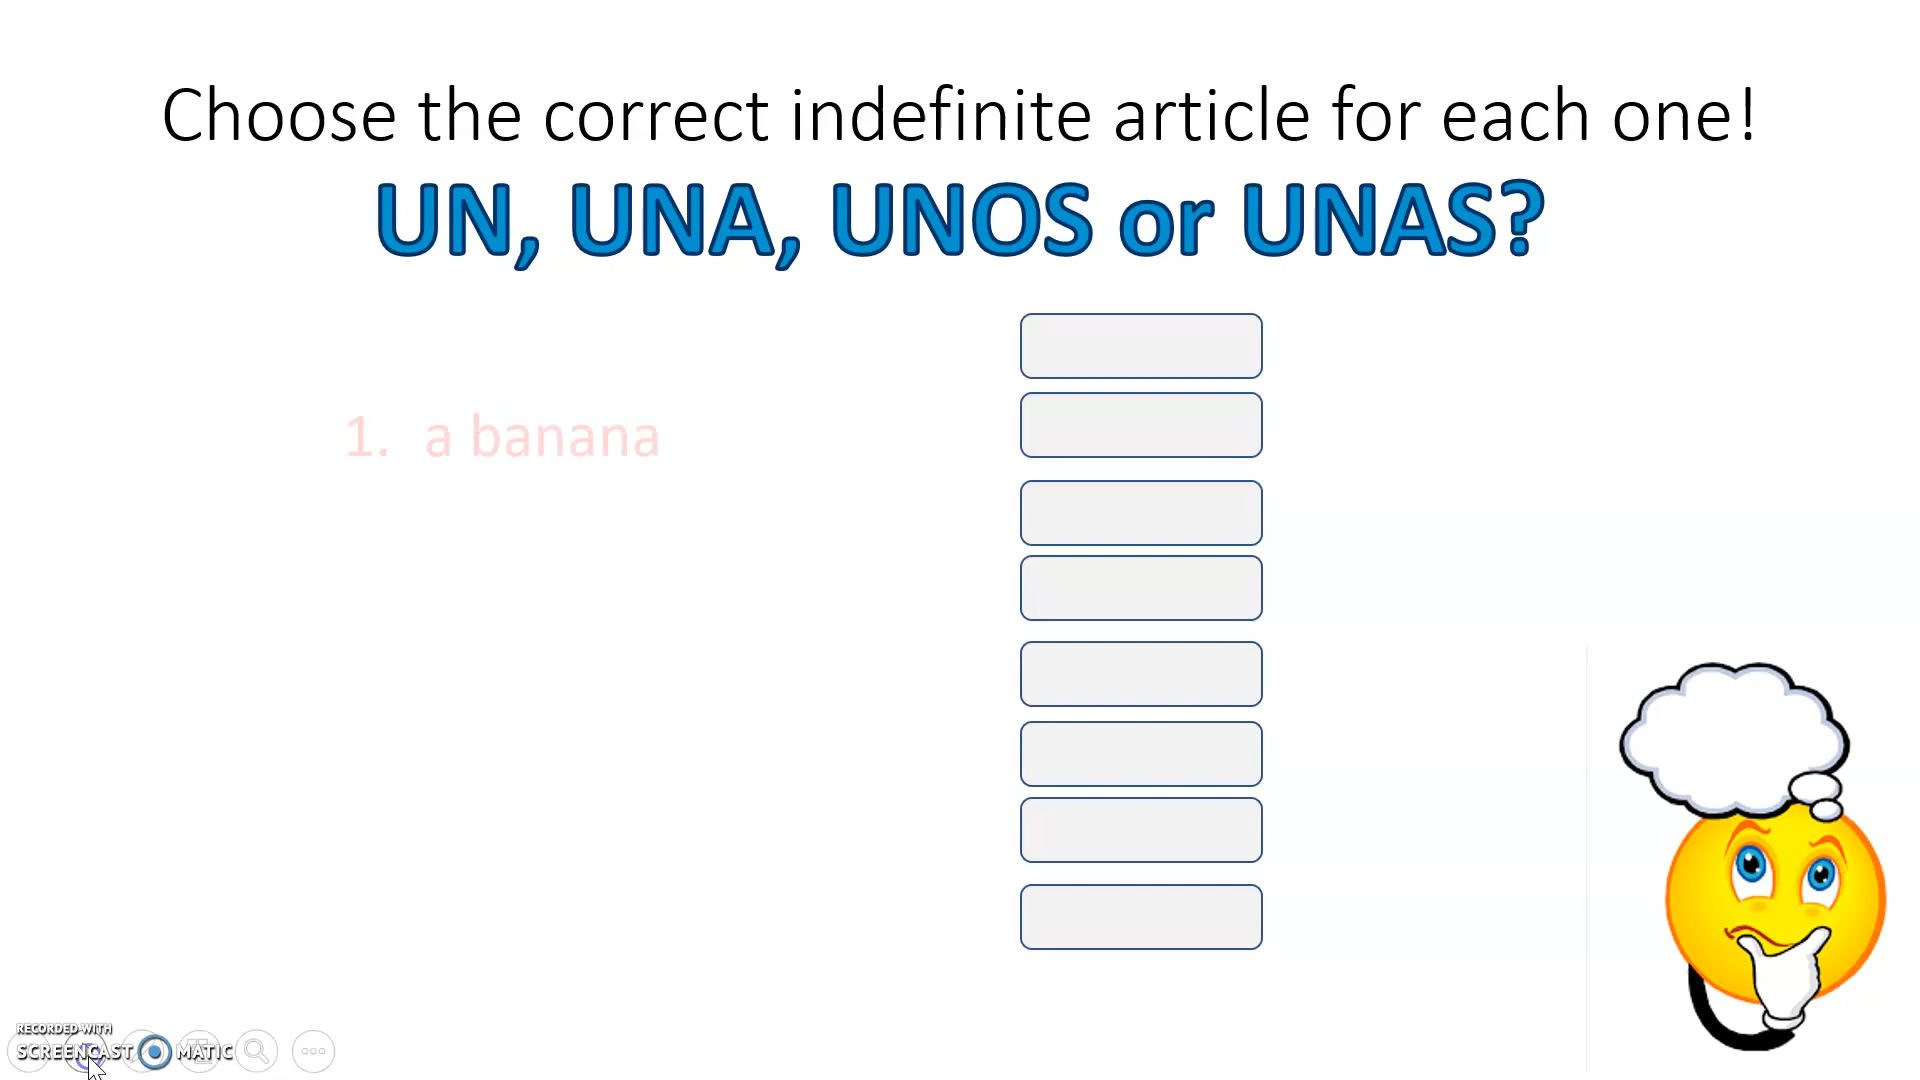 Choose the correct indefinite article for each one!
UN, UNA, UNOS or UNAS?
1. a banana
RECORDED WITH
SCREENCAST MATIC